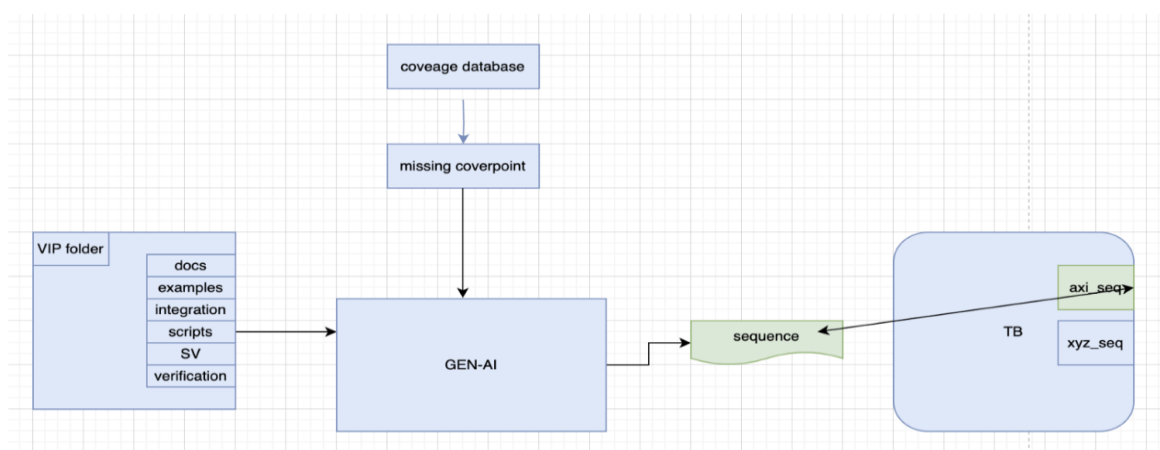 coveage database
missing coverpoint
VIP folder
docs
examples
integration
scripts
SV
verification
GEN-AI
sequence
TB
axi_seq
xyz_seq